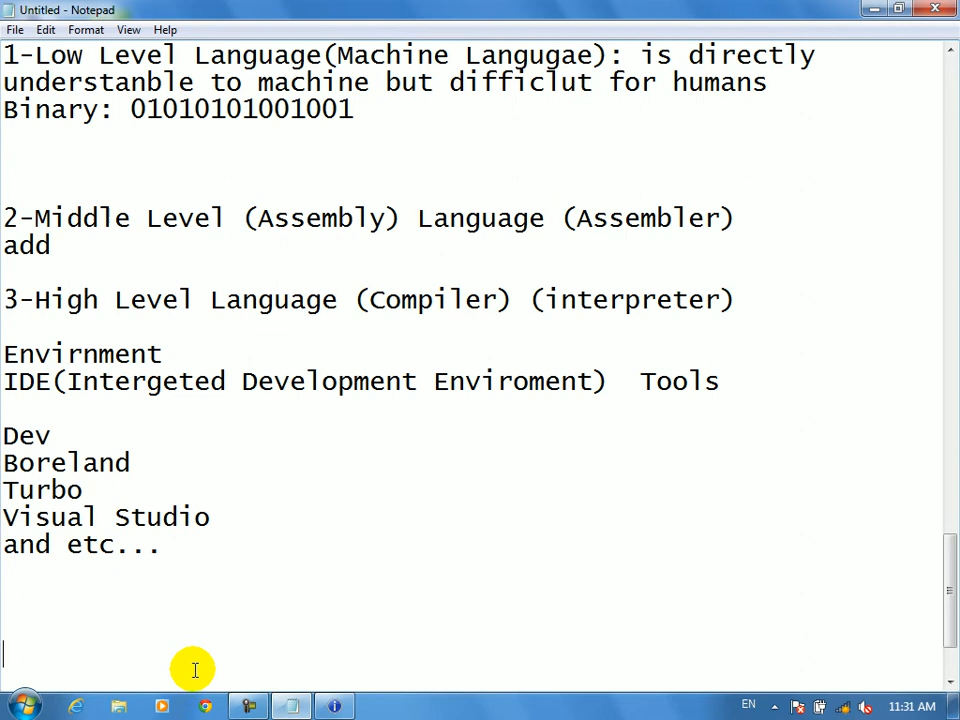 Untitled - Notepad
File Edit Format View Help
1-Low Level Language(Machine Langugae): is directly
understanble to machine but difficlut for humans
Binary: 01010101001001
2-Middle Level (Assembly) Language (Assembler)
add
3-High Level Language (Compiler) (interpreter)
Envirnment
IDE(Intergeted Development Enviroment)  Tools
Dev
Boreland
Turbo
Visual Studio
and etc...
EN 11:31 AM